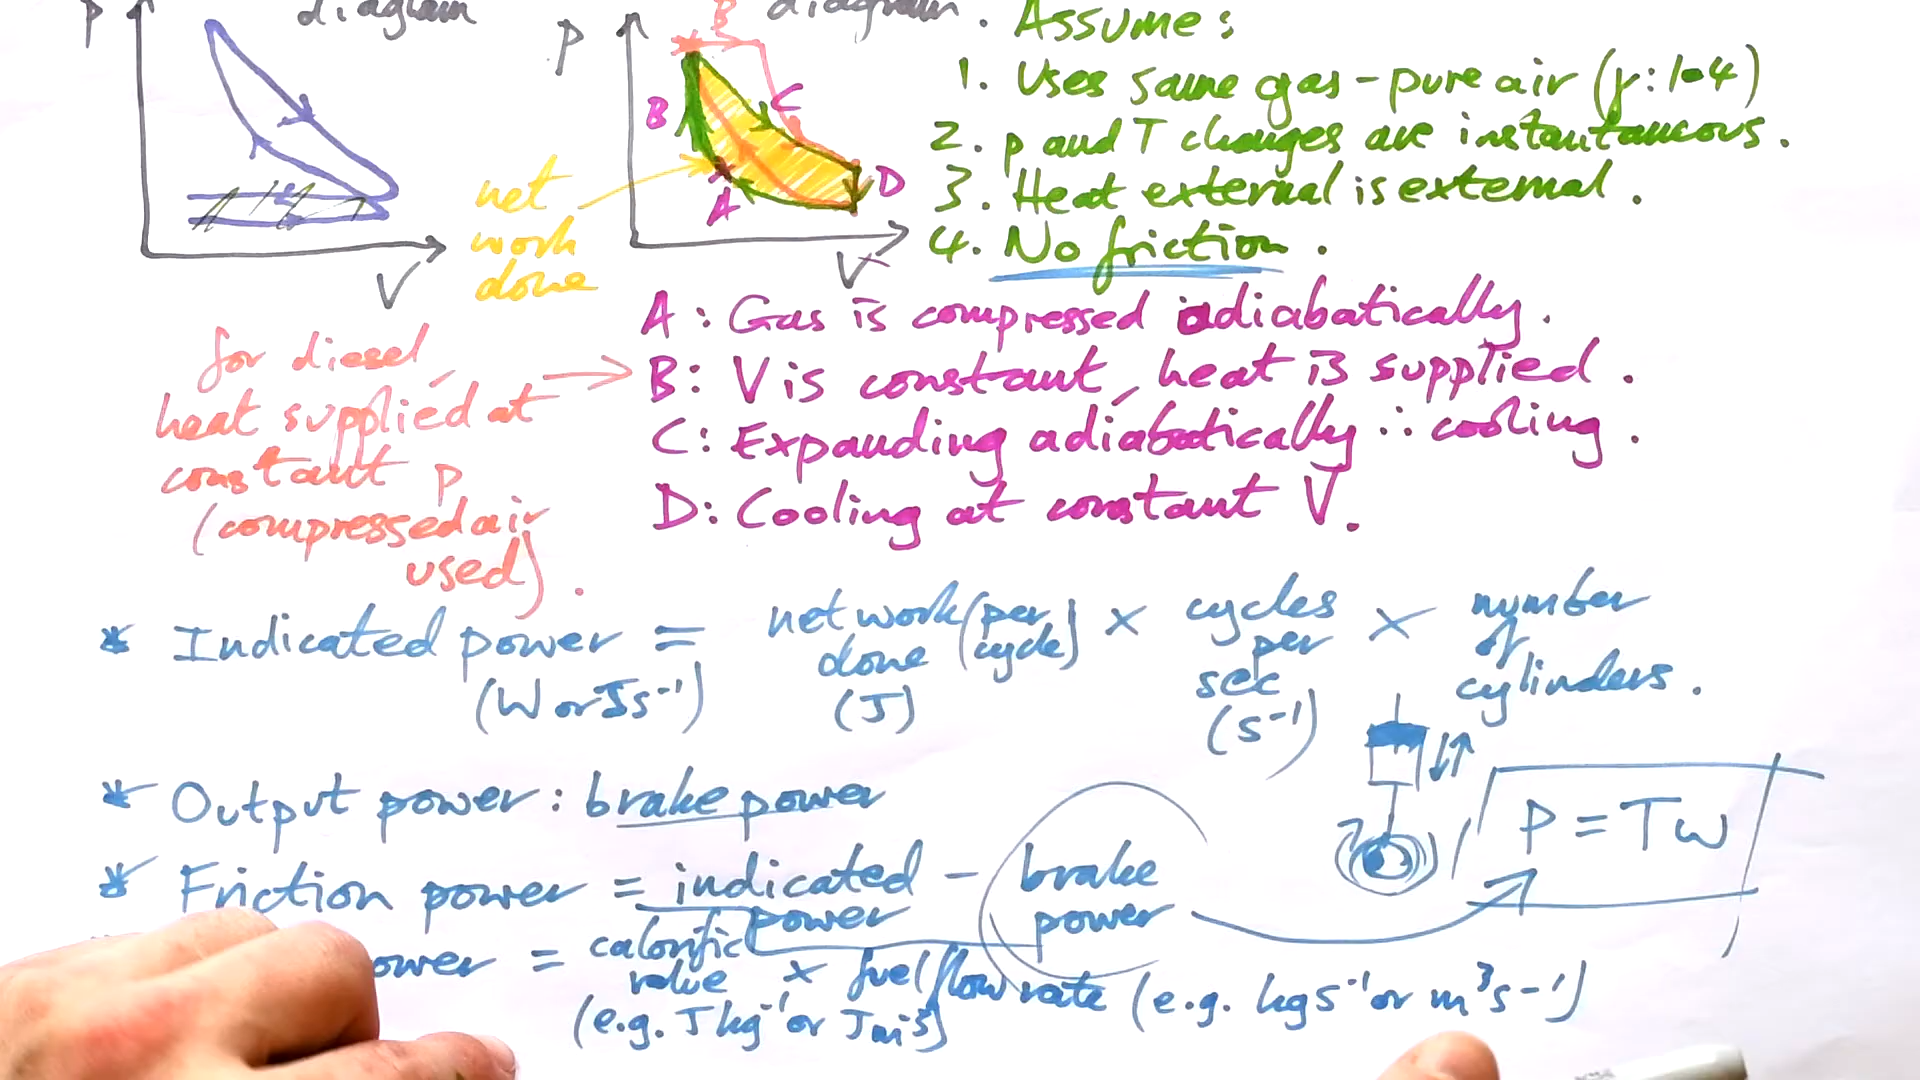 p
diagram
p
B
diagram.
Assume:
1. Uses same gas - pure air (γ: 1.4)
2. p and T changes are instantaneous.
3. Heat external is external.
4. No friction.
B
C
D
A
net
work
done
V
V
A: Gas is compressed adiabatically.
B: V is constant, heat is supplied.
C: Expanding adiabatically ∴ cooling.
D: Cooling at constant V.
for diesel,
heat supplied at
constant p
(compressed air
used).
* Indicated power = net work done (per cycle) × cycles per sec × number of cylinders.
(W or Js⁻¹) (J) (s⁻¹)
* Output power: brake power
P = Tω
* Friction power = indicated power - brake power
ower = calorific value × fuel flow rate (e.g. kgs⁻¹ or m³s⁻¹)
(e.g. Jkg⁻¹ or Jm⁻³)